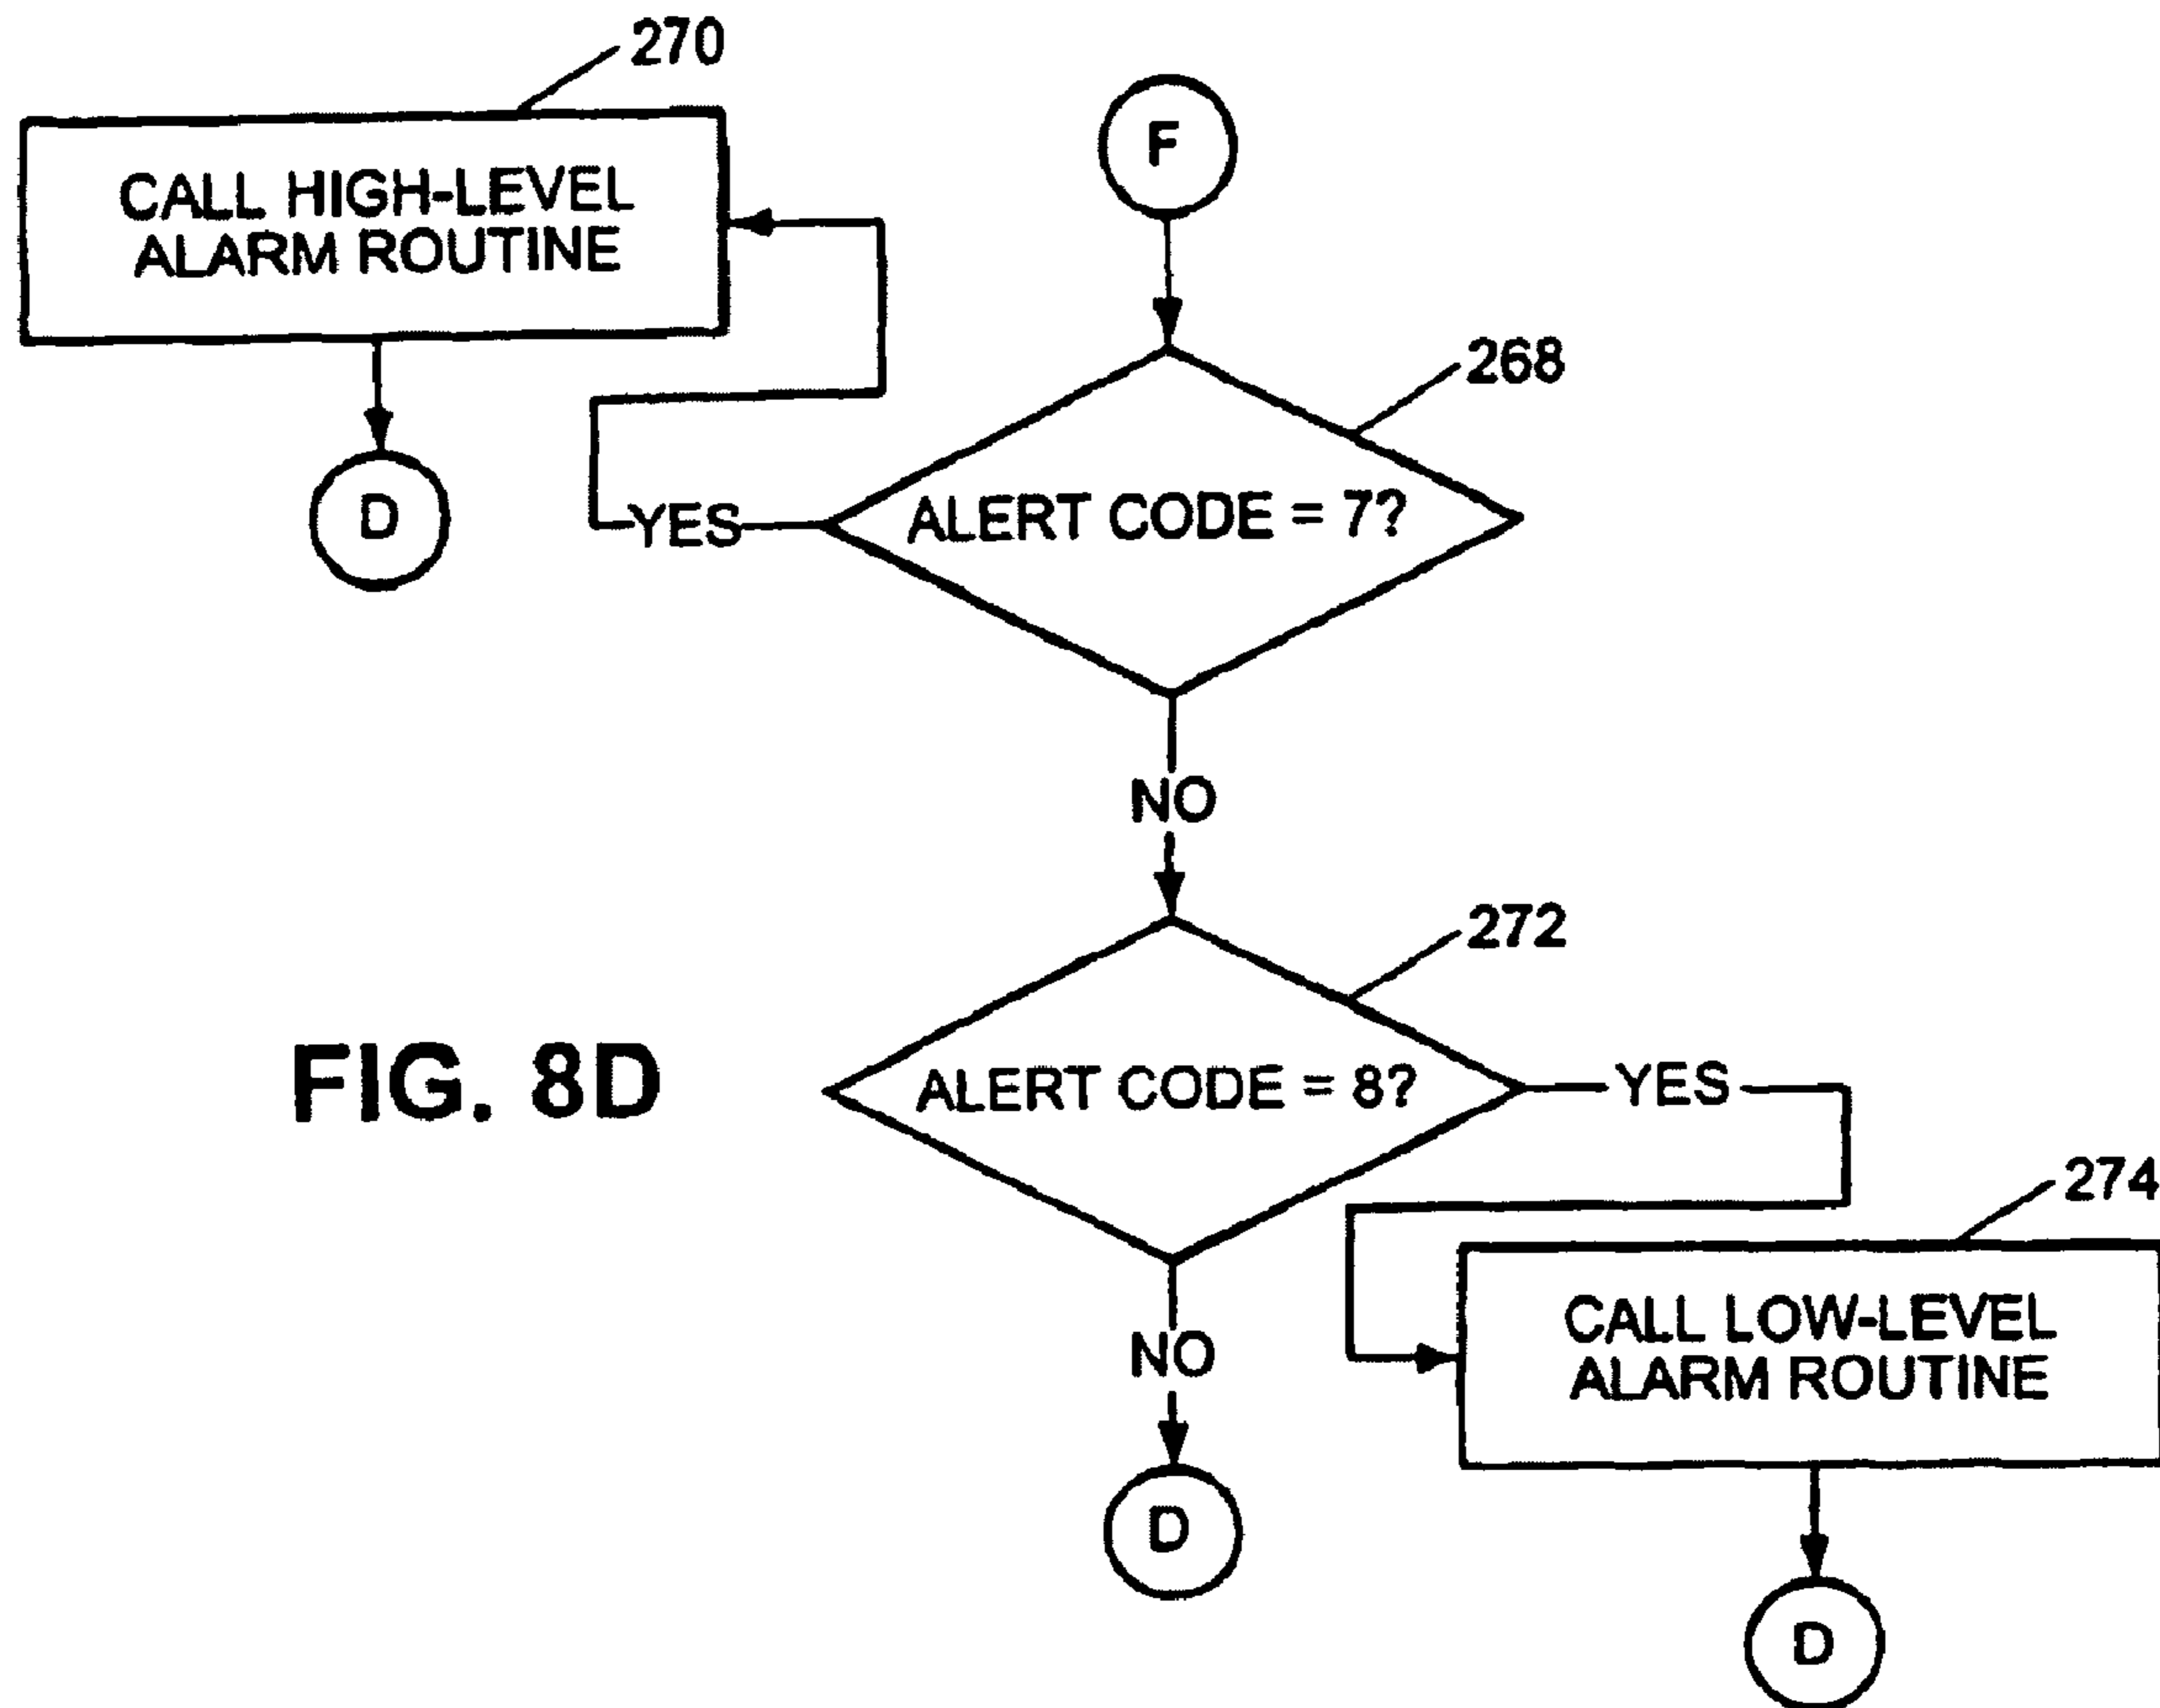 270
F
CALL HIGH-LEVEL
ALARM ROUTINE
268
D
YES
ALERT CODE = 7?
NO
272
FIG. 8D
ALERT CODE = 8?
YES
274
NO
CALL LOW-LEVEL
ALARM ROUTINE
D
D